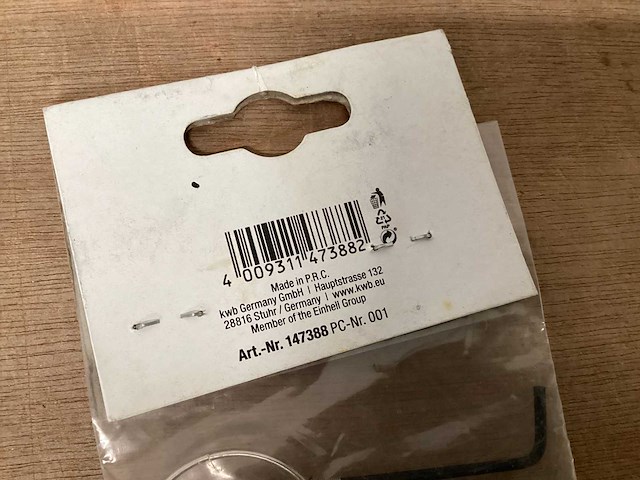 4 009311 473882
Made in P.R.C.
kwb Germany GmbH | Hauptstrasse 132
28816 Stuhr / Germany | www.kwb.eu
Member of the Einhell Group
Art.-Nr. 147388 PC-Nr. 001